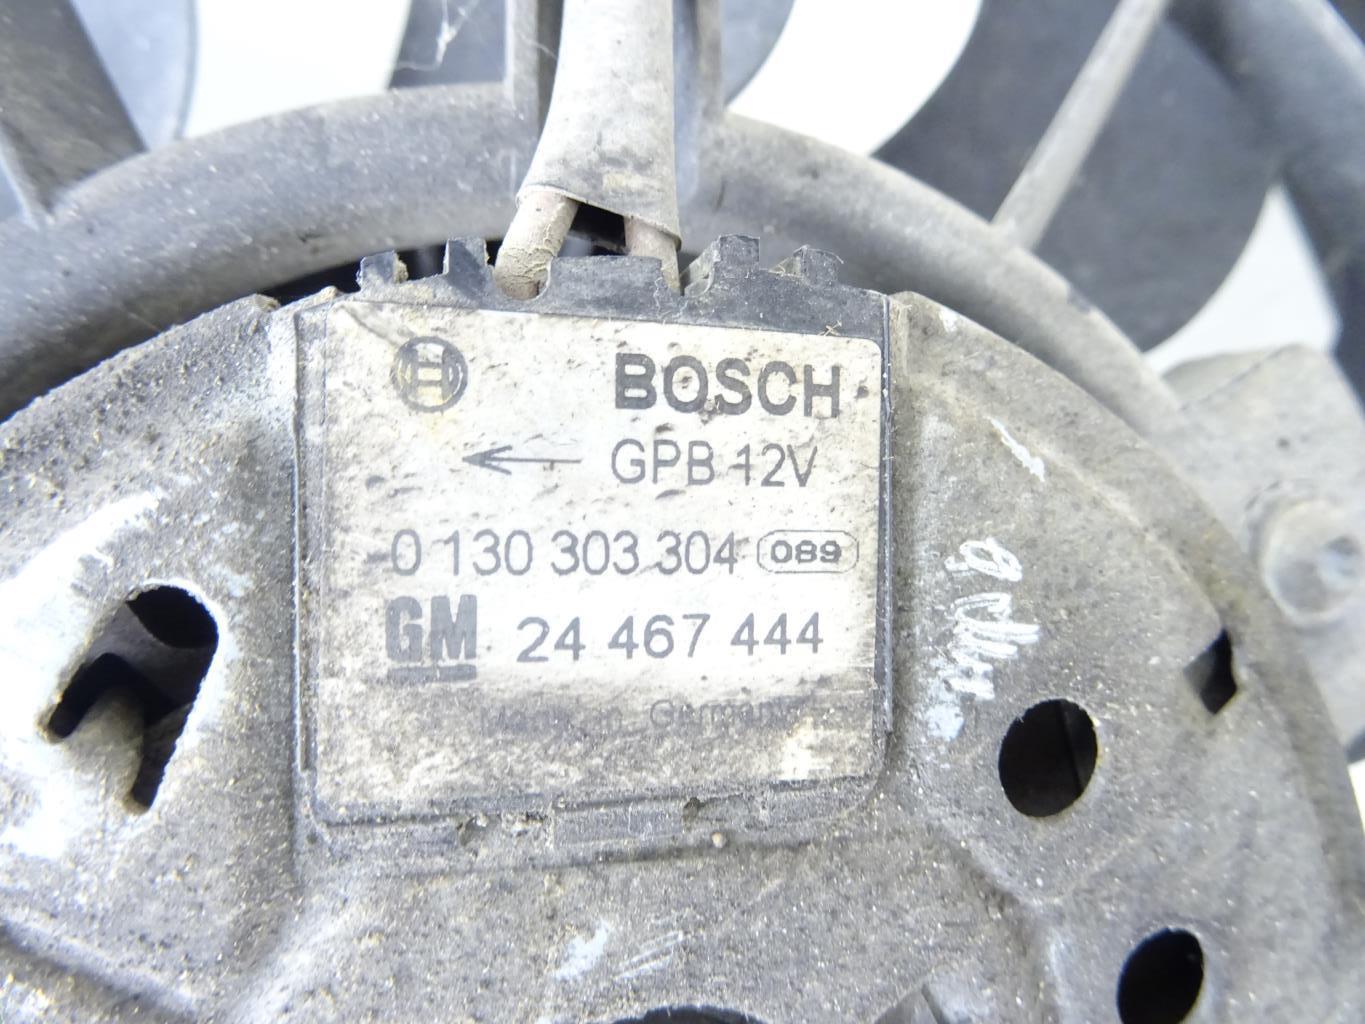 BOSCH
GPB 12V
0 130 303 304 089
GM 24 467 444
Made in Germany